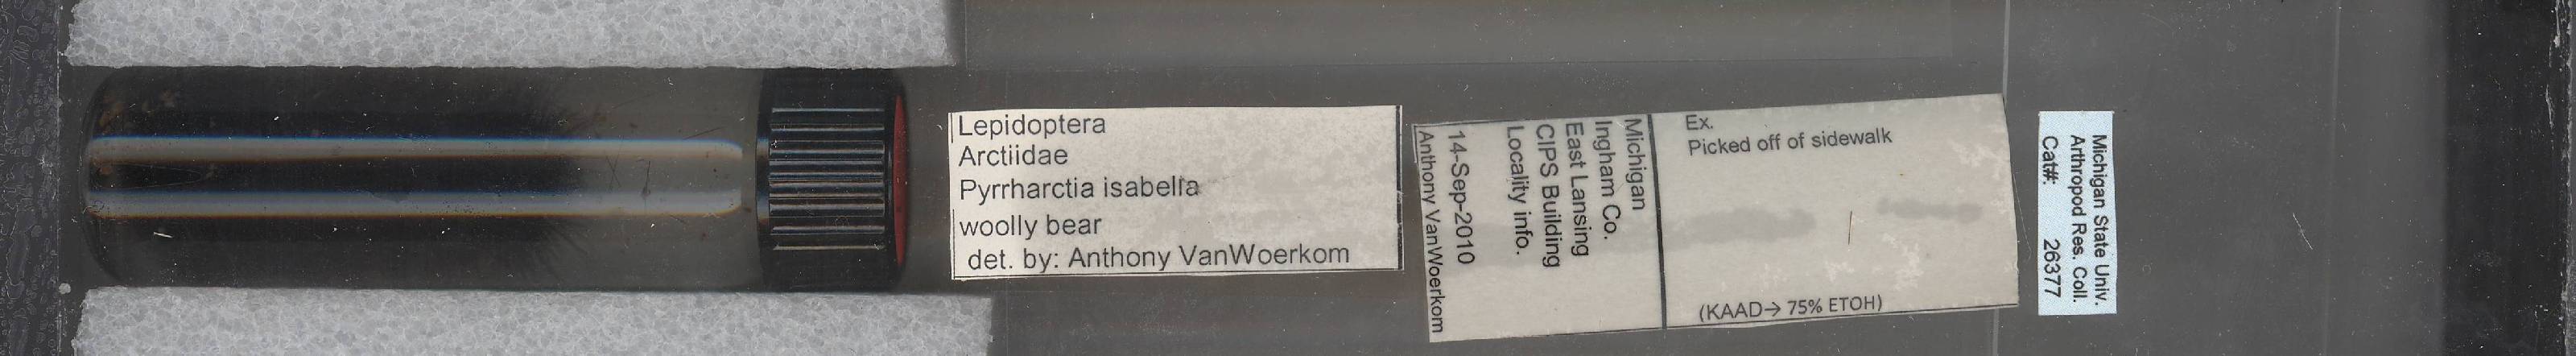 Lepidoptera
Arctiidae
Pyrrharctia isabella
woolly bear
det. by: Anthony VanWoerkom
Michigan
Ingham Co.
East Lansing
CIPS Building
Locality info.
14-Sep-2010
Anthony VanWoerkom
Ex.
Picked off of sidewalk
(KAAD→ 75% ETOH)
Michigan State Univ.
Arthropod Res. Coll.
Cat#: 26377